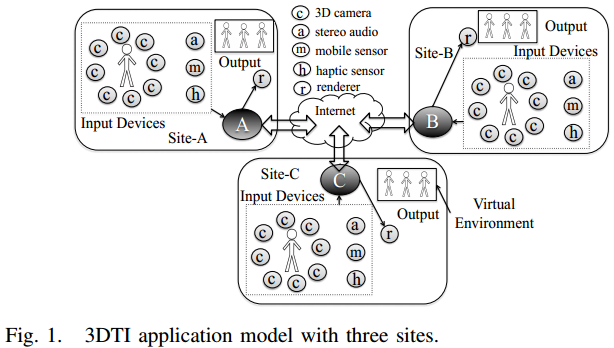 c 3D camera
a stereo audio
m mobile sensor
h haptic sensor
r renderer
c
c
c
c
c
c
c
c
a
m
h
Output
r
Input Devices
Site-A
A
Internet
Output
r
Site-B
Input Devices
c
c
c
c
c
c
c
c
a
m
h
B
Site-C
C
Input Devices
c
c
c
c
c
c
c
c
a
m
h
Output
r
Virtual
Environment
Fig. 1. 3DTI application model with three sites.